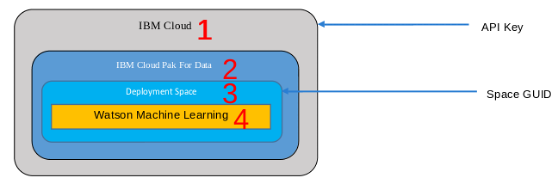 IBM Cloud 1
API Key
IBM Cloud Pak For Data 2
Deployment Space 3
Space GUID
Watson Machine Learning 4